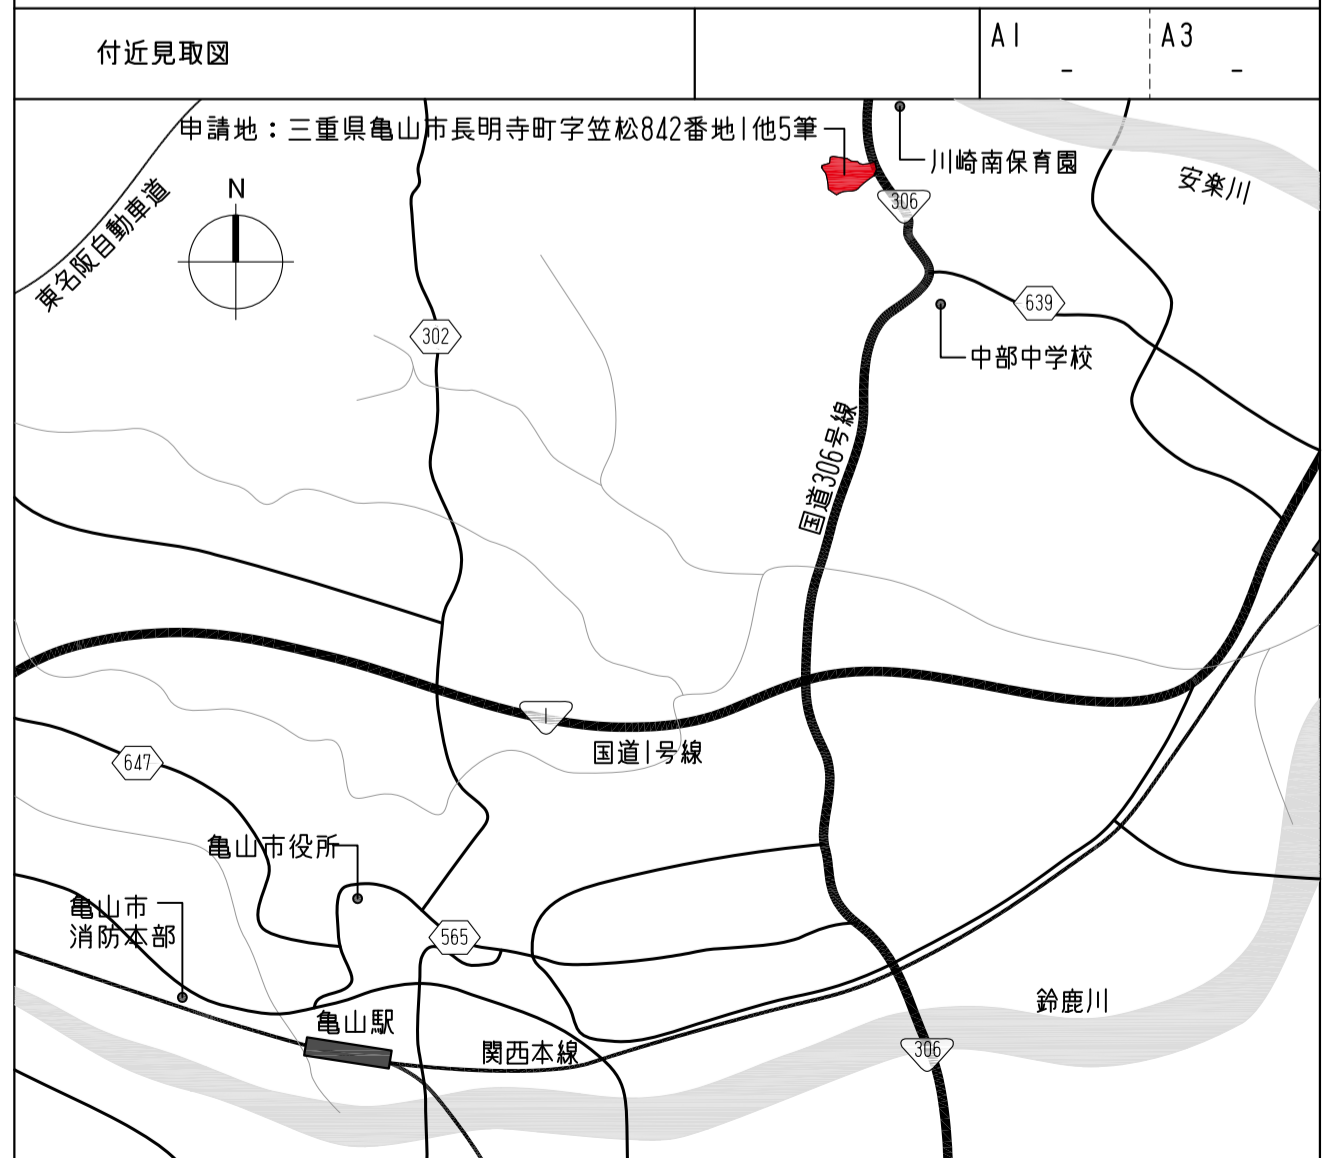 付近見取図
A1
-
A3
-
申請地：三重県亀山市長明寺町字笠松842番地1他5筆
川崎南保育園
安楽川
東名阪自動車道
N
306
302
639
中部中学校
国道306号線
1
国道1号線
647
亀山市役所
亀山市
消防本部
565
亀山駅
関西本線
鈴鹿川
306